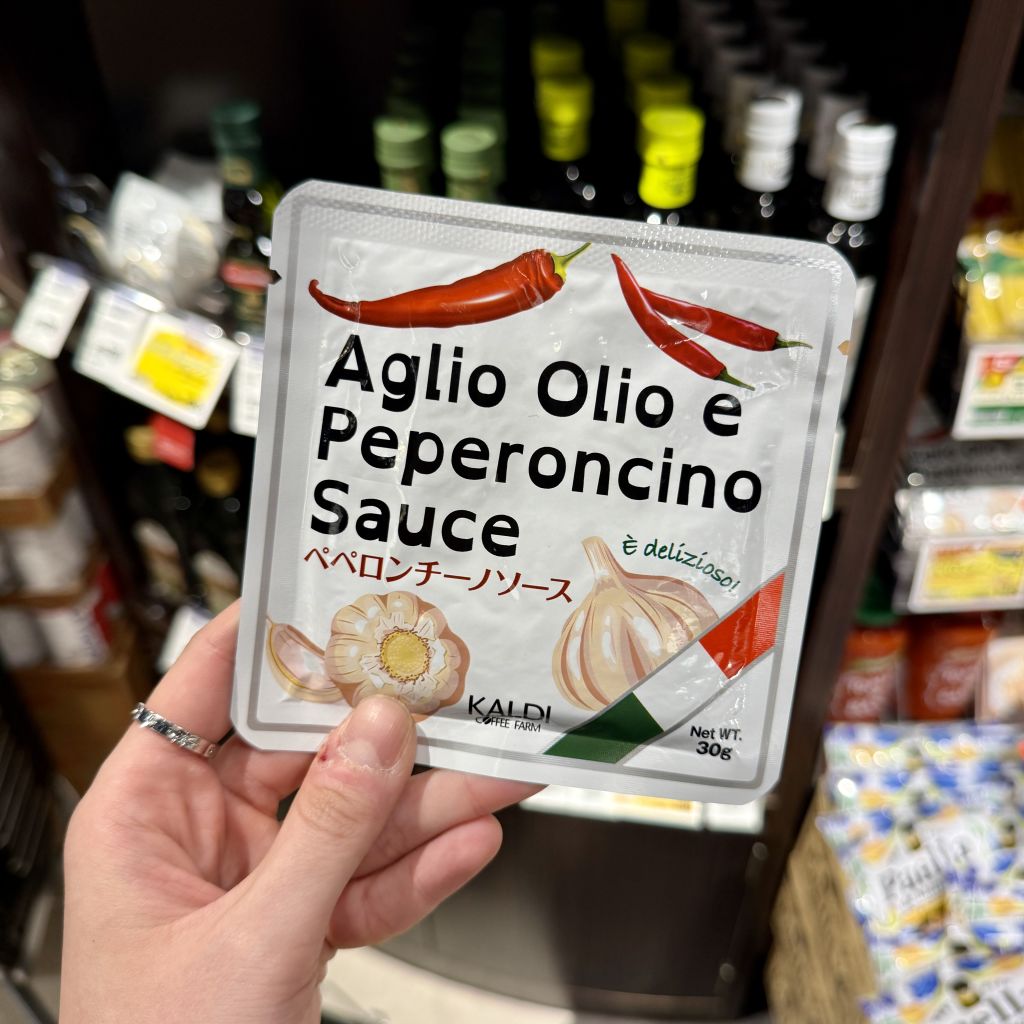 Aglio Olio e
Peperoncino
Sauce
ペペロンチーノソース
È delizioso!
KALDI
COFFEE FARM
Net WT.
30g